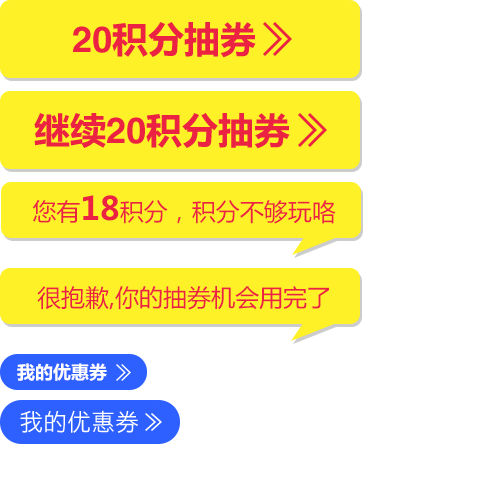 20积分抽券
继续20积分抽券
您有18积分，积分不够玩咯
很抱歉,你的抽券机会用完了
我的优惠券
我的优惠券